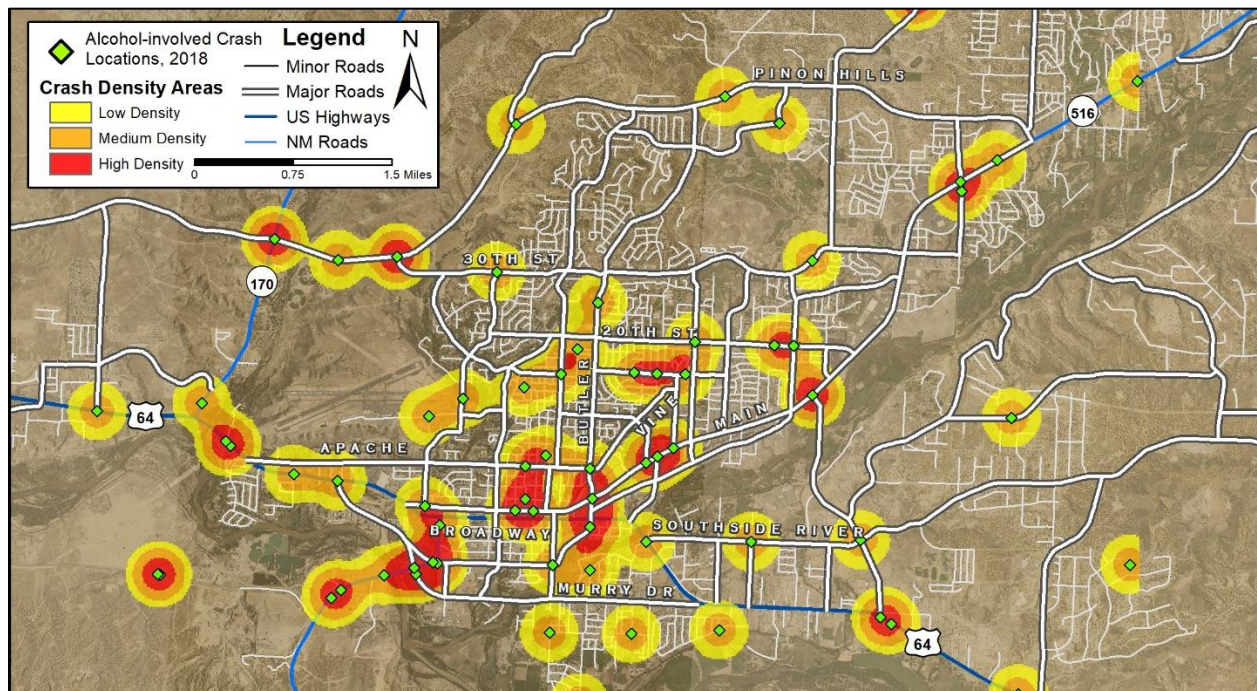 Alcohol-involved Crash
Locations, 2018
Legend
Minor Roads
Major Roads
US Highways
NM Roads
Crash Density Areas
Low Density
Medium Density
High Density
0 0.75 1.5 Miles
N
PINON HILLS
516
30TH ST
170
20TH ST
BUTLER
VINE
MAIN
64
APACHE
BROADWAY
SOUTHSIDE RIVER
MURRY DR
64